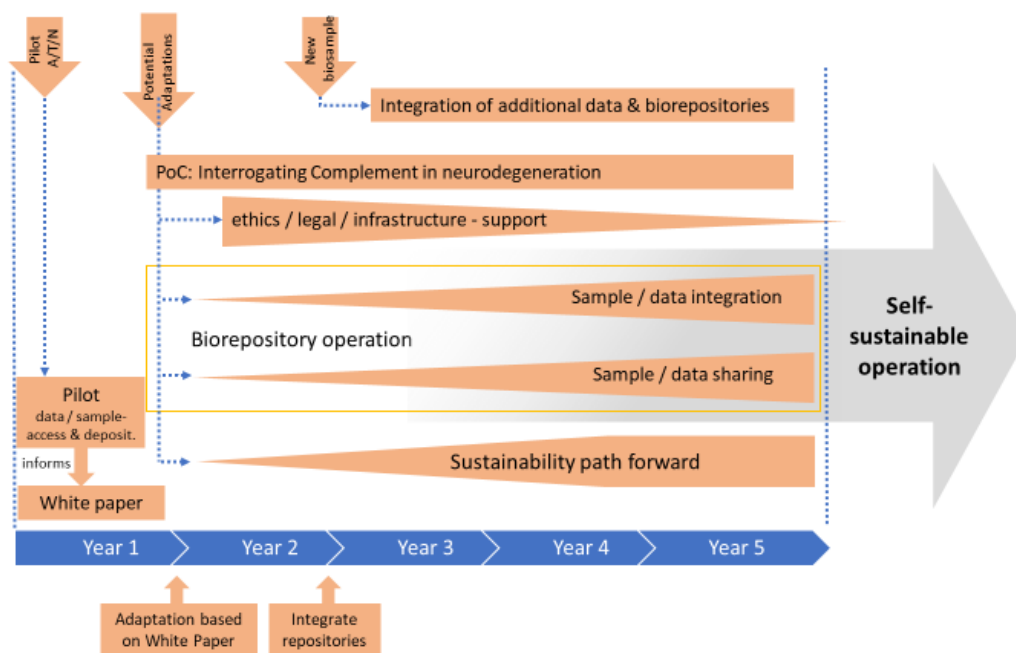 Pilot
A/T/N
Potential
Adaptations
New
biosample
Integration of additional data & biorepositories
PoC: Interrogating Complement in neurodegeneration
ethics / legal / infrastructure - support
Sample / data integration
Biorepository operation
Sample / data sharing
Self-
sustainable
operation
Pilot
data / sample-
access & deposit.
informs
White paper
Sustainability path forward
Year 1
Year 2
Year 3
Year 4
Year 5
Adaptation based
on White Paper
Integrate
repositories